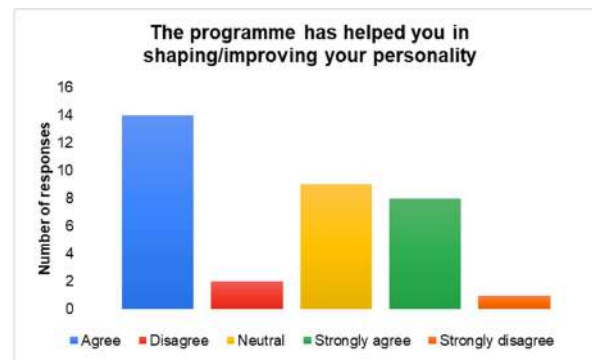 The programme has helped you in
shaping/improving your personality
16
14
12
10
8
6
4
2
0
Number of responses
Agree Disagree Neutral Strongly agree Strongly disagree